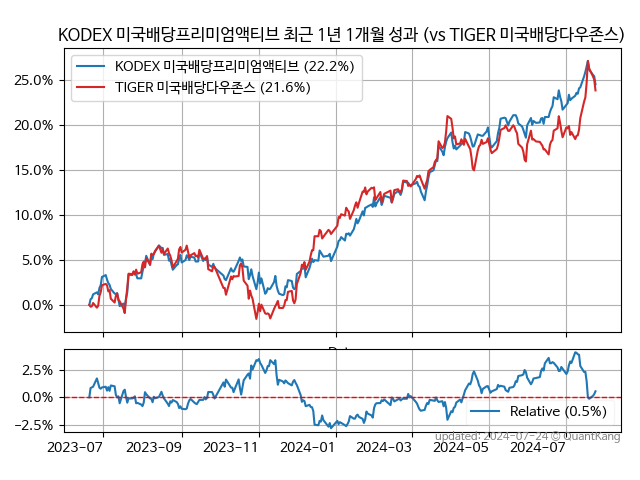 KODEX 미국배당프리미엄액티브 최근 1년 1개월 성과 (vs TIGER 미국배당다우존스)
KODEX 미국배당프리미엄액티브 (22.2%)
TIGER 미국배당다우존스 (21.6%)
25.0%
20.0%
15.0%
10.0%
5.0%
0.0%
2.5%
0.0%
−2.5%
Relative (0.5%)
updated: 2024-07-24 © QuantKang
2023-07 2023-09 2023-11 2024-01 2024-03 2024-05 2024-07